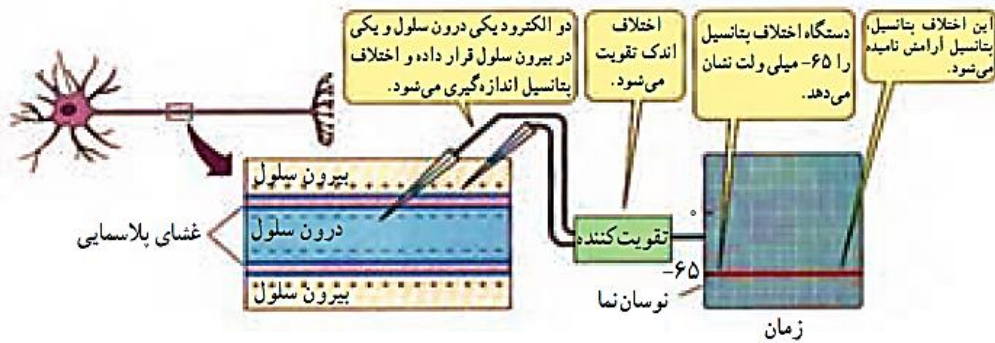 این اختلاف پتانسیل،
پتانسیل آرامش نامیده
می‌شود.
دستگاه اختلاف پتانسیل
را ۶۵- میلی ولت نشان
می‌دهد.
اختلاف
اندک تقویت
می‌شود.
دو الکترود یکی درون سلول و یکی
در بیرون سلول قرار داده و اختلاف
پتانسیل اندازه‌گیری می‌شود.
بیرون سلول
درون سلول
بیرون سلول
غشای پلاسمایی
تقویت‌کننده
۰
-۶۵
نوسان‌نما
زمان